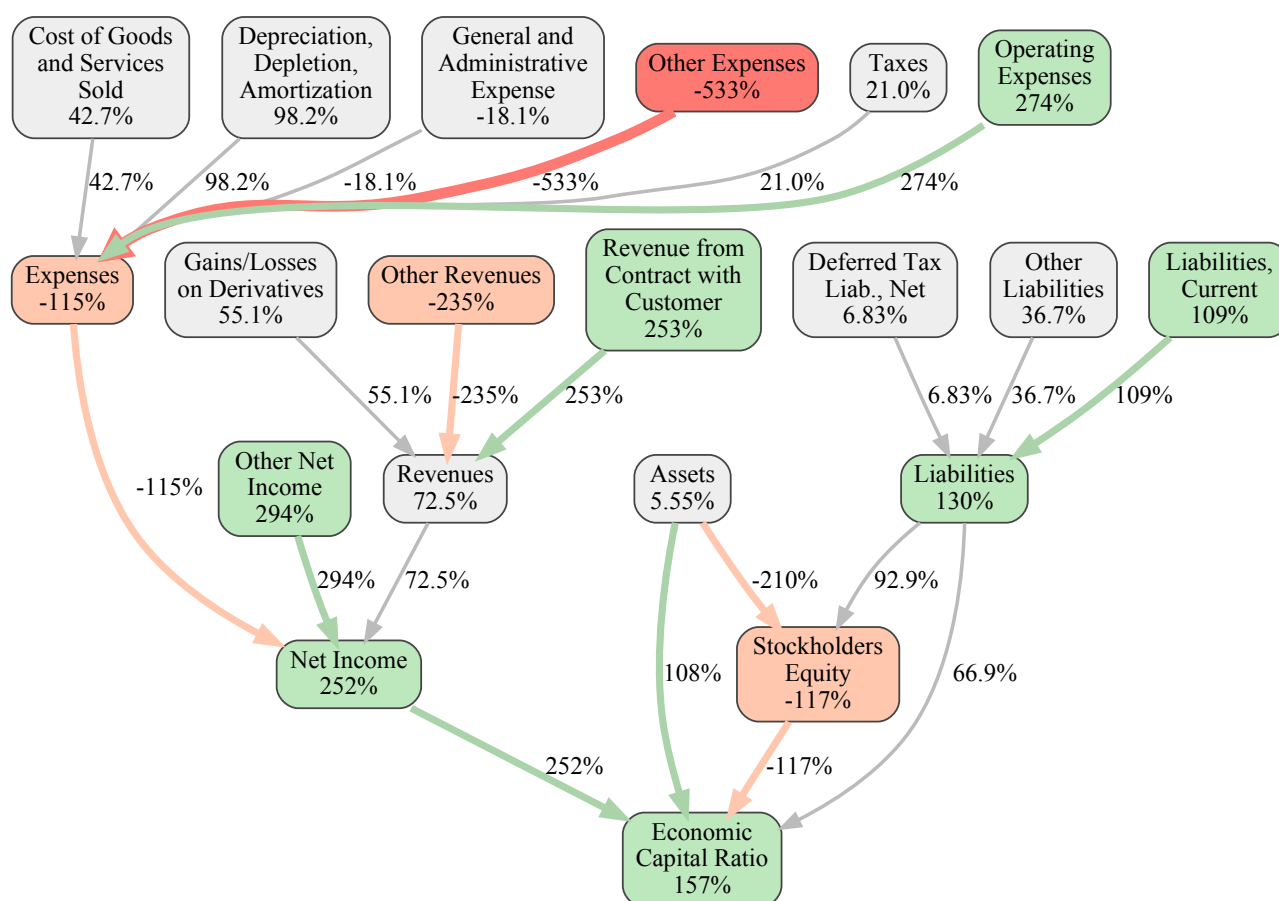 Cost of Goods
and Services
Sold
42.7%
Depreciation,
Depletion,
Amortization
98.2%
General and
Administrative
Expense
-18.1%
Other Expenses
-533%
Taxes
21.0%
Operating
Expenses
274%
42.7%
98.2%
-18.1%
-533%
21.0%
274%
Expenses
-115%
Gains/Losses
on Derivatives
55.1%
Other Revenues
-235%
Revenue from
Contract with
Customer
253%
Deferred Tax
Liab., Net
6.83%
Other
Liabilities
36.7%
Liabilities,
Current
109%
55.1%
-235%
253%
6.83%
36.7%
109%
-115%
Other Net
Income
294%
Revenues
72.5%
Assets
5.55%
Liabilities
130%
294%
72.5%
-210%
92.9%
Net Income
252%
108%
Stockholders
Equity
-117%
66.9%
252%
-117%
Economic
Capital Ratio
157%